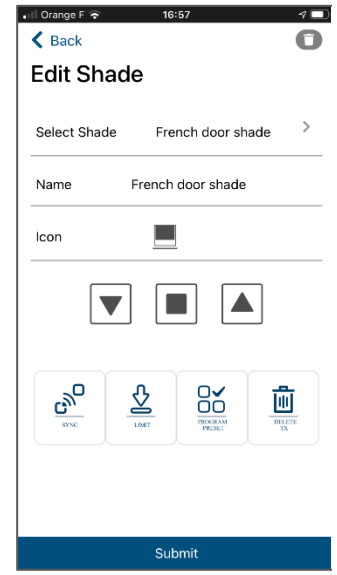 Orange F 16:57
Back
Edit Shade
Select Shade French door shade
Name French door shade
Icon
SYNC LIMIT PROGRAM PRESET DELETE TX
Submit